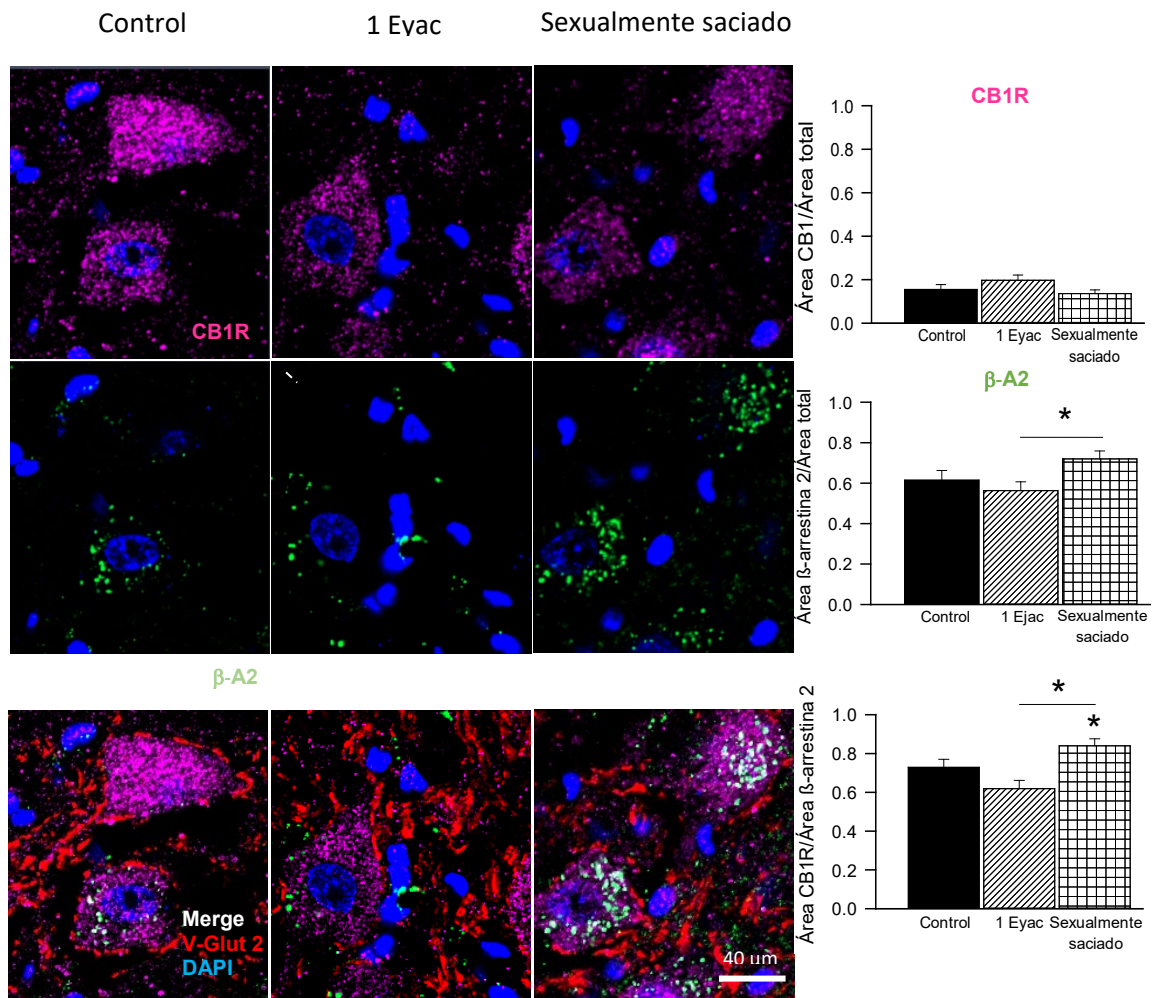 Control
1 Eyac
Sexualmente saciado
CB1R
CB1R
Área CB1/Área total
1.0
0.8
0.6
0.4
0.2
0.0
Control
1 Eyac
Sexualmente
saciado
β-A2
Área ß-arrestina 2/Área total
1.0
0.8
0.6
0.4
0.2
0.0
*
Control
1 Ejac
Sexualmente
saciado
β-A2
Merge
V-Glut 2
DAPI
40 µm
Área CB1R/Área ß-arrestina 2
1.0
0.8
0.6
0.4
0.2
0.0
*
*
Control
1 Eyac
Sexualmente
saciado